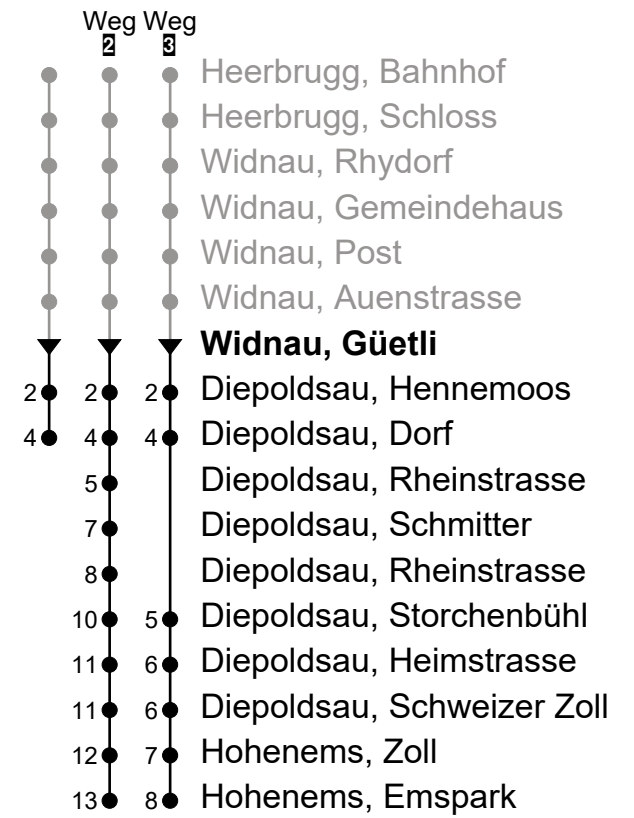 Weg Weg
2 3
Heerbrugg, Bahnhof
Heerbrugg, Schloss
Widnau, Rhydorf
Widnau, Gemeindehaus
Widnau, Post
Widnau, Auenstrasse
Widnau, Güetli
2 2 2 Diepoldsau, Hennemoos
4 4 4 Diepoldsau, Dorf
5 Diepoldsau, Rheinstrasse
7 Diepoldsau, Schmitter
8 Diepoldsau, Rheinstrasse
10 5 Diepoldsau, Storchenbühl
11 6 Diepoldsau, Heimstrasse
11 6 Diepoldsau, Schweizer Zoll
12 7 Hohenems, Zoll
13 8 Hohenems, Emspark